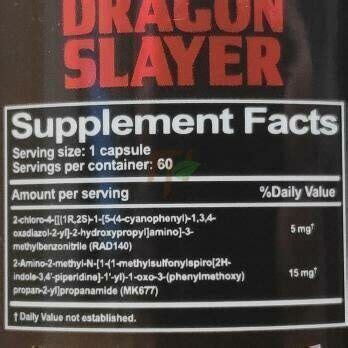 DRAGON
SLAYER
Supplement Facts
Serving size: 1 capsule
Servings per container: 60
Amount per serving %Daily Value
2-chloro-4-[[(1R,2S)-1-[5-(4-cyanophenyl)-1,3,4-
oxadiazol-2-yl]-2-hydroxypropyl]amino]-3-
methylbenzonitrile (RAD140) 5 mg†
2-Amino-2-methyl-N-[1-(1-methylsulfonylspiro[2H-
indole-3,4'-piperidine]-1'-yl)-1-oxo-3-(phenylmethoxy)
propan-2-yl]propanamide (MK677) 15 mg†
† Daily Value not established.